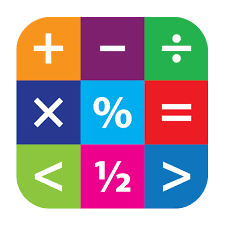 + − ÷
× % =
< ½ >